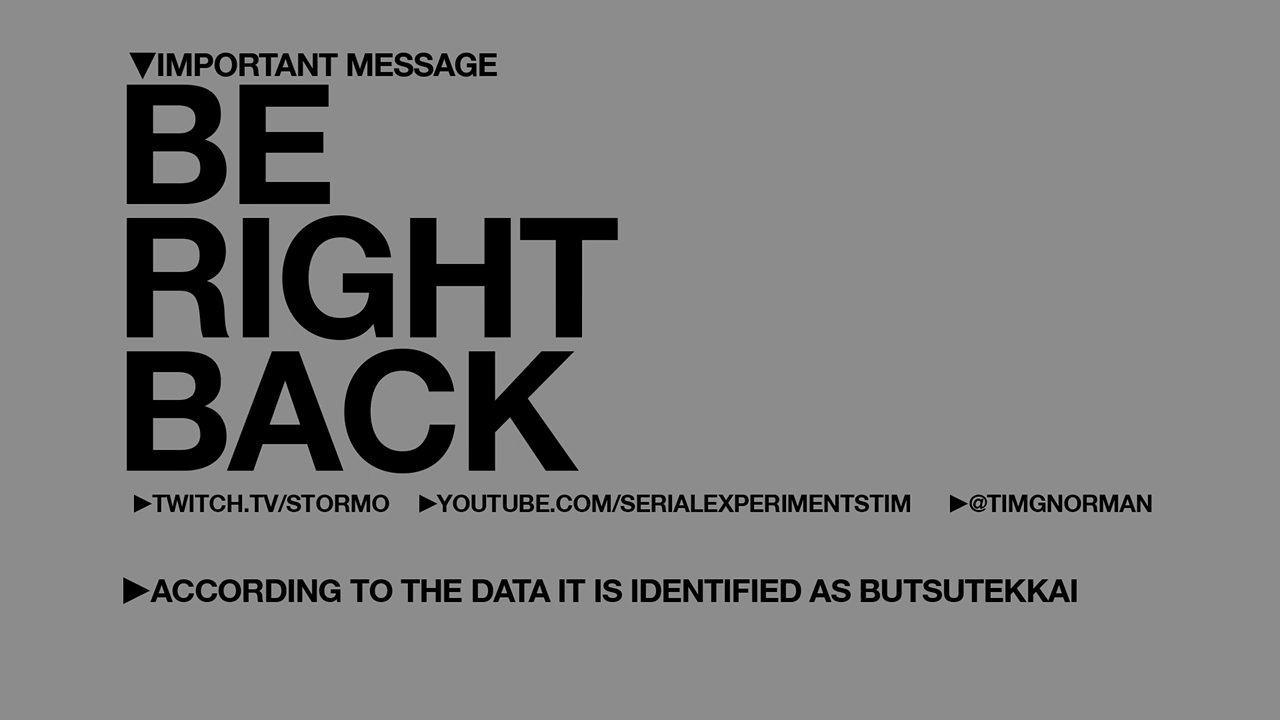 ▼IMPORTANT MESSAGE
BE
RIGHT
BACK
▶TWITCH.TV/STORMO ▶YOUTUBE.COM/SERIALEXPERIMENTSTIM ▶@TIMGNORMAN
▶ACCORDING TO THE DATA IT IS IDENTIFIED AS BUTSUTEKKAI